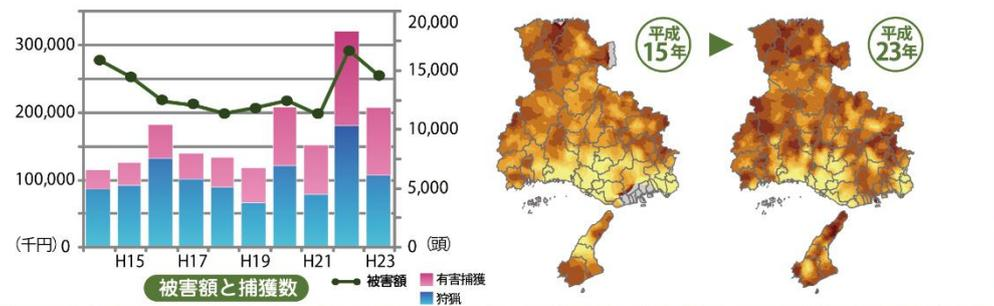 300,000
200,000
100,000
(千円) 0
20,000
15,000
10,000
5,000
0 (頭)
H15 H17 H19 H21 H23
被害額と捕獲数
被害額
有害捕獲
狩猟
平成
15年
平成
23年